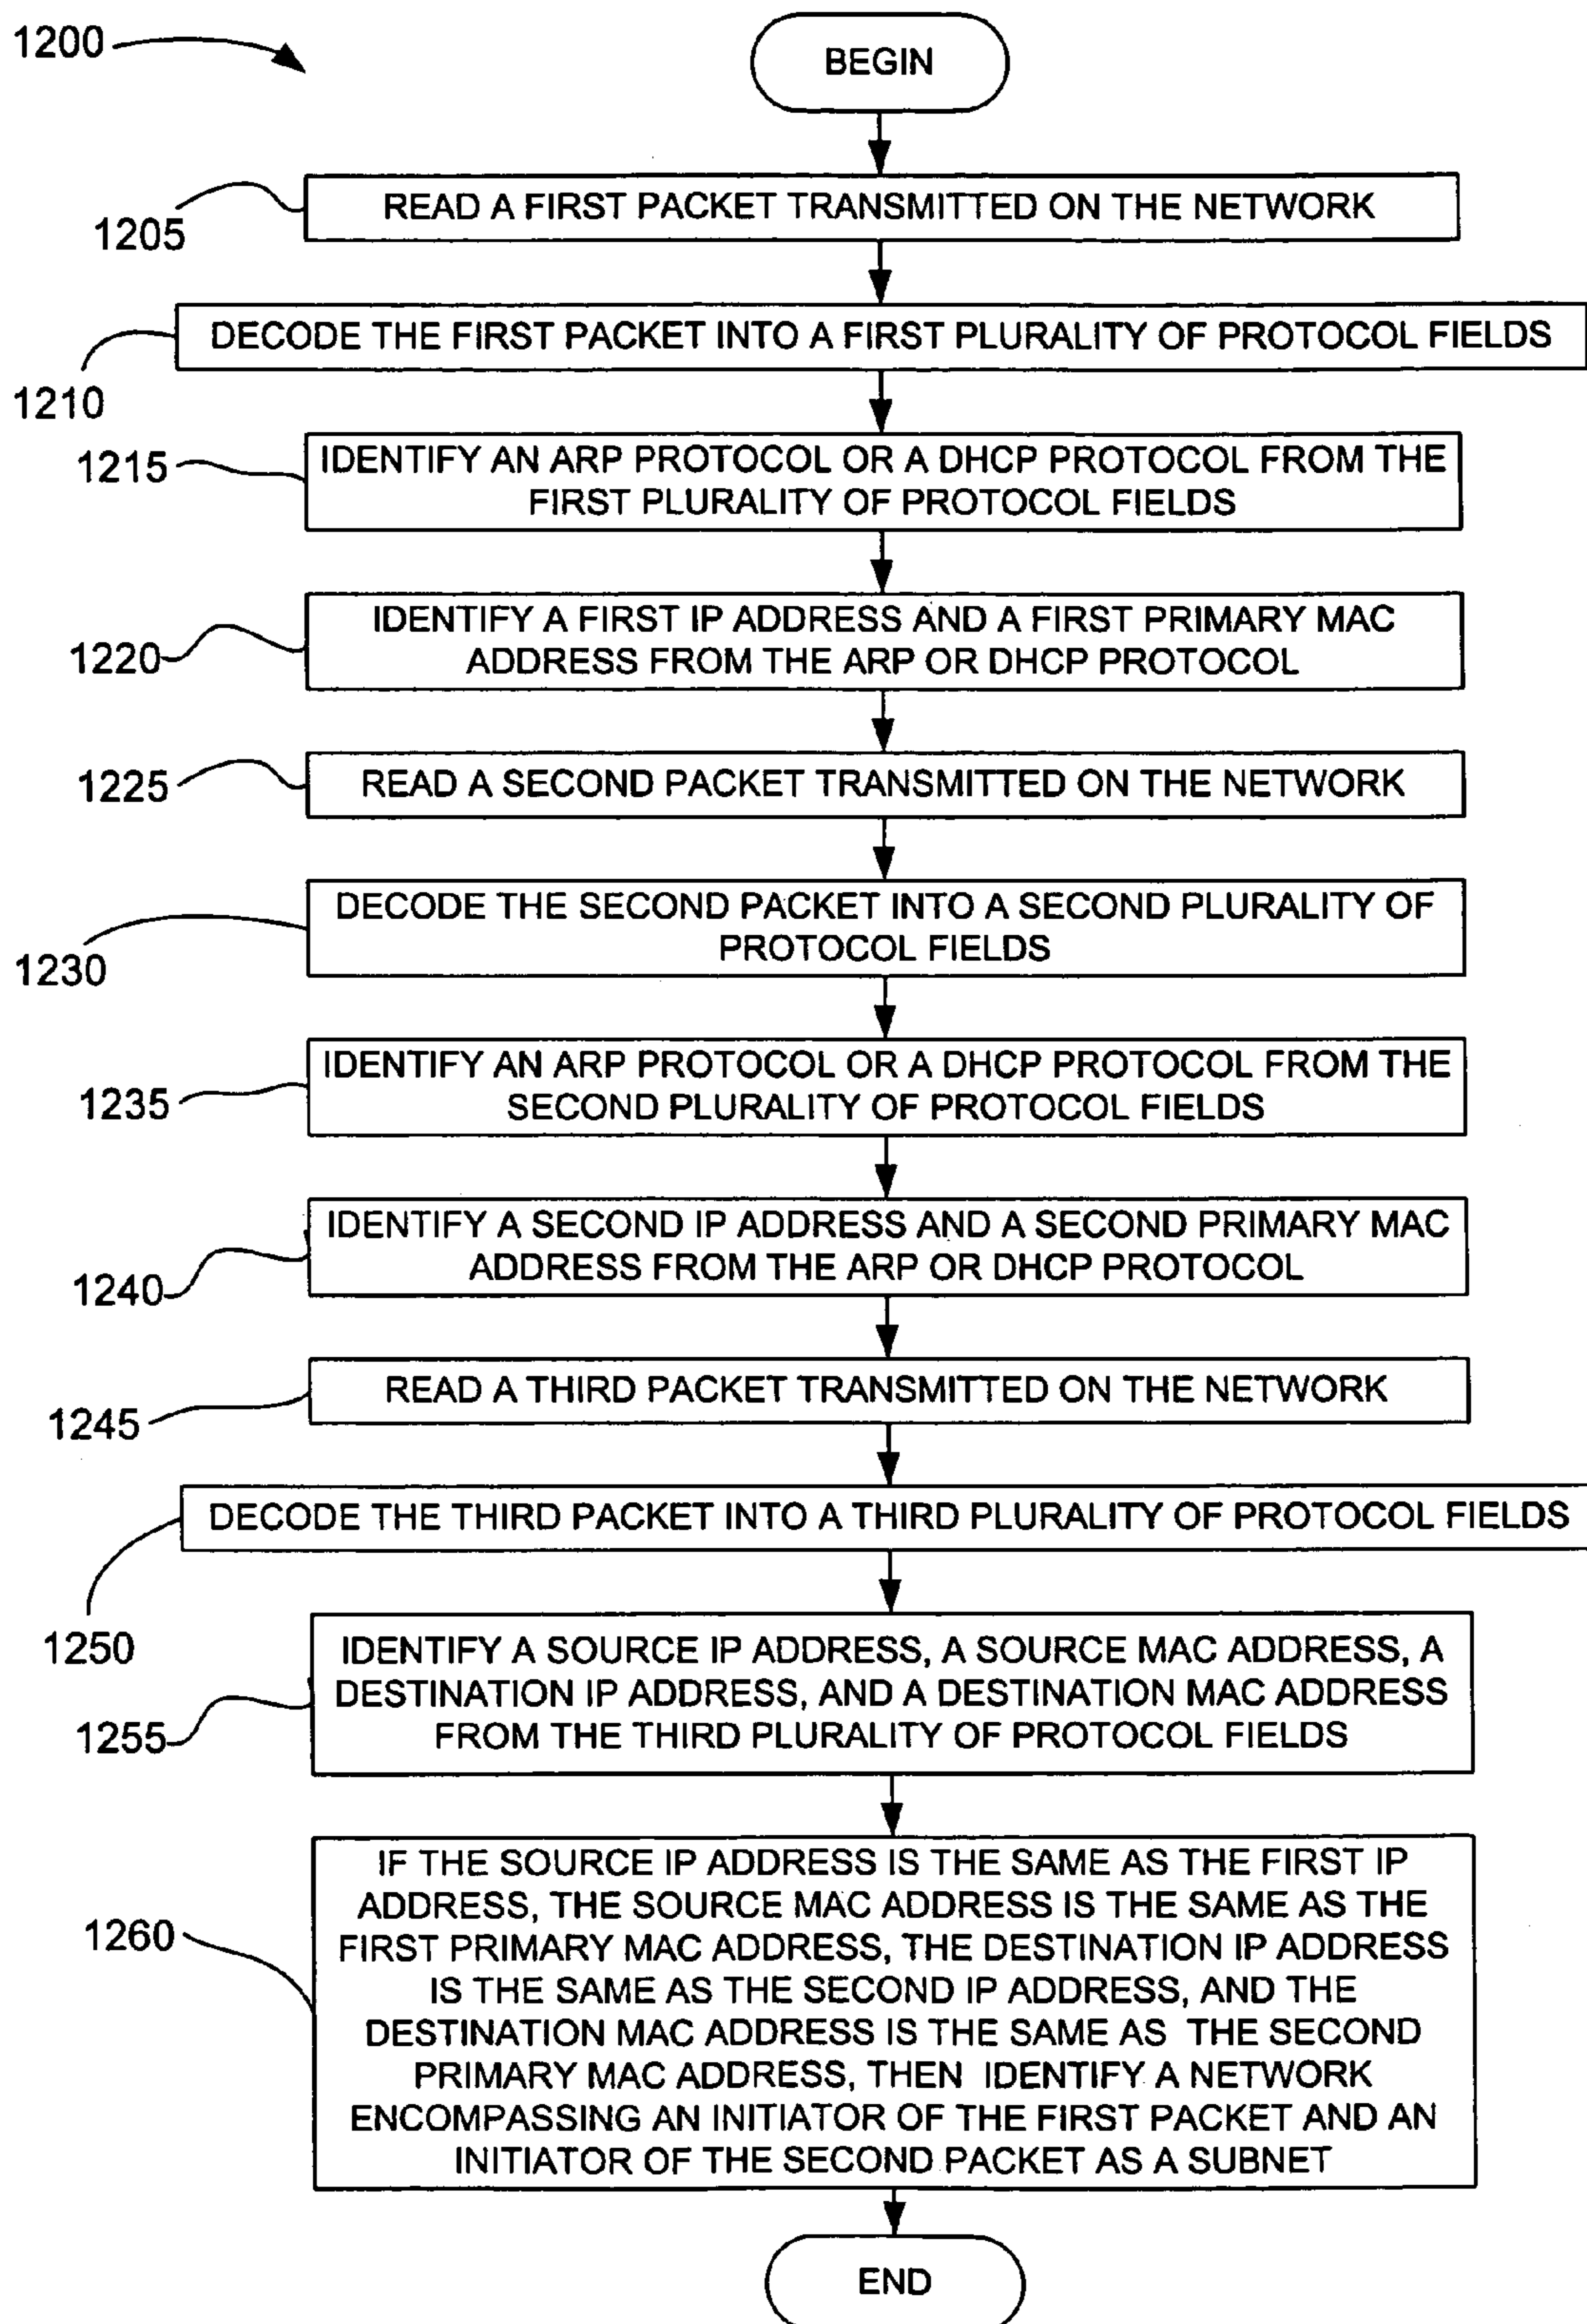 1200
BEGIN
1205
READ A FIRST PACKET TRANSMITTED ON THE NETWORK
1210
DECODE THE FIRST PACKET INTO A FIRST PLURALITY OF PROTOCOL FIELDS
1215
IDENTIFY AN ARP PROTOCOL OR A DHCP PROTOCOL FROM THE
FIRST PLURALITY OF PROTOCOL FIELDS
1220
IDENTIFY A FIRST IP ADDRESS AND A FIRST PRIMARY MAC
ADDRESS FROM THE ARP OR DHCP PROTOCOL
1225
READ A SECOND PACKET TRANSMITTED ON THE NETWORK
1230
DECODE THE SECOND PACKET INTO A SECOND PLURALITY OF
PROTOCOL FIELDS
1235
IDENTIFY AN ARP PROTOCOL OR A DHCP PROTOCOL FROM THE
SECOND PLURALITY OF PROTOCOL FIELDS
1240
IDENTIFY A SECOND IP ADDRESS AND A SECOND PRIMARY MAC
ADDRESS FROM THE ARP OR DHCP PROTOCOL
1245
READ A THIRD PACKET TRANSMITTED ON THE NETWORK
1250
DECODE THE THIRD PACKET INTO A THIRD PLURALITY OF PROTOCOL FIELDS
1255
IDENTIFY A SOURCE IP ADDRESS, A SOURCE MAC ADDRESS, A
DESTINATION IP ADDRESS, AND A DESTINATION MAC ADDRESS
FROM THE THIRD PLURALITY OF PROTOCOL FIELDS
1260
IF THE SOURCE IP ADDRESS IS THE SAME AS THE FIRST IP
ADDRESS, THE SOURCE MAC ADDRESS IS THE SAME AS THE
FIRST PRIMARY MAC ADDRESS, THE DESTINATION IP ADDRESS
IS THE SAME AS THE SECOND IP ADDRESS, AND THE
DESTINATION MAC ADDRESS IS THE SAME AS THE SECOND
PRIMARY MAC ADDRESS, THEN IDENTIFY A NETWORK
ENCOMPASSING AN INITIATOR OF THE FIRST PACKET AND AN
INITIATOR OF THE SECOND PACKET AS A SUBNET
END